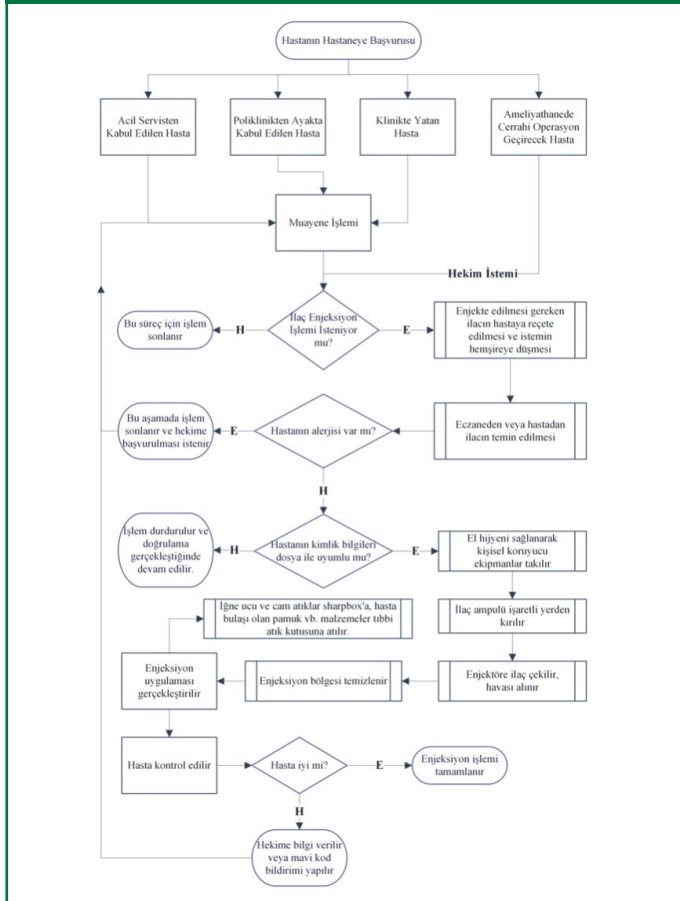 Hastanın Hastaneye Başvurusu
Acil Servisten
Kabul Edilen Hasta
Poliklinikten Ayakta
Kabul Edilen Hasta
Klinikte Yatan
Hasta
Ameliyathanede
Cerrahi Operasyon
Geçirecek Hasta
Muayene İşlemi
Hekim İstemi
Bu süreç için işlem
sonlanır
H
İlaç Enjeksiyon
İşlemi İsteniyor
mu?
E
Enjekte edilmesi gereken
ilacın hastaya reçete
edilmesi ve istemin
hemşireye düşmesi
Bu aşamada işlem
sonlanır ve hekime
başvurulması istenir
E
Hastanın alerjisi var mı?
Eczaneden veya hastadan
ilacın temin edilmesi
H
İşlem durdurulur ve
doğrulama
gerçekleştiğinde
devam edilir.
H
Hastanın kimlik bilgileri
dosya ile uyumlu mu?
E
El hijyeni sağlanarak
kişisel koruyucu
ekipmanlar takılır
İğne ucu ve cam atıklar sharpbox'a, hasta
bulaşı olan pamuk vb. malzemeler tıbbi
atık kutusuna atılır.
İlaç ampulü işaretli yerden
kırılır
Enjeksiyon
uygulaması
gerçekleştirilir
Enjeksiyon bölgesi temizlenir
Enjektöre ilaç çekilir,
havası alınır
Hasta kontrol edilir
Hasta iyi mi?
E
Enjeksiyon işlemi
tamamlanır
H
Hekime bilgi verilir
veya mavi kod
bildirimi yapılır